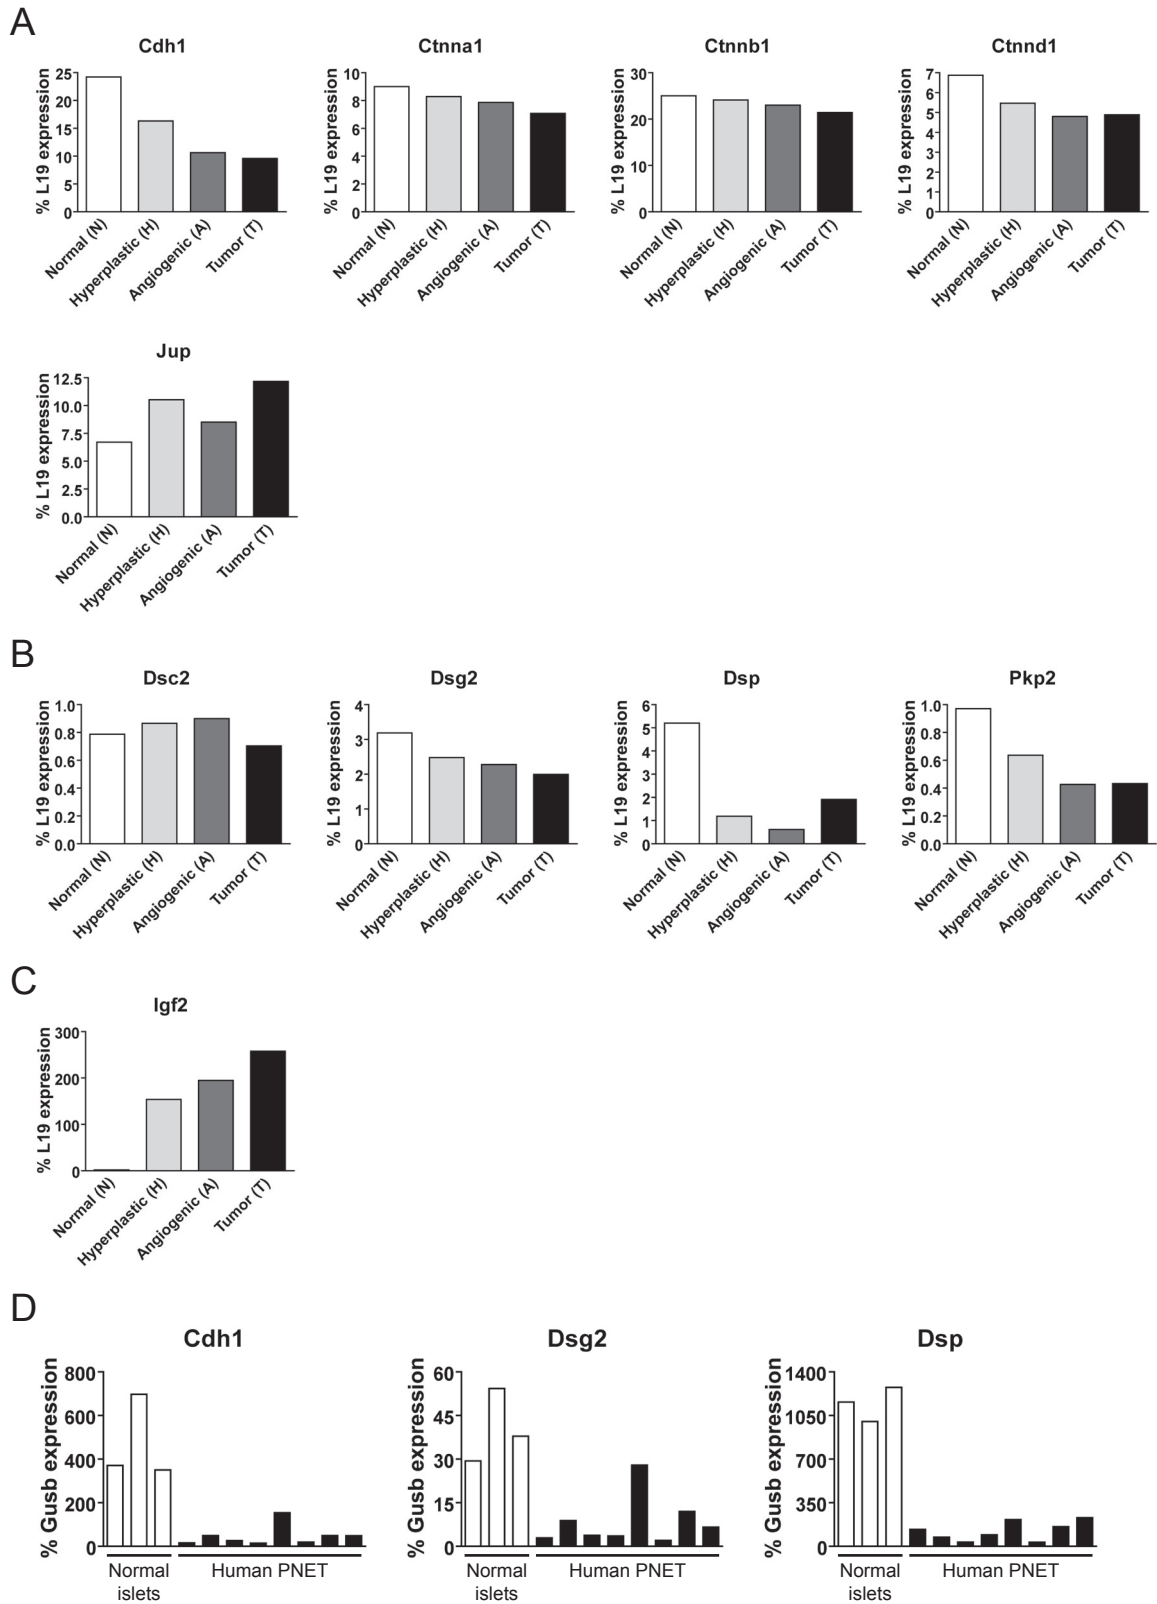 A
Cdh1
% L19 expression
25
20
15
10
5
0
Normal (N)
Hyperplastic (H)
Angiogenic (A)
Tumor (T)
Ctnna1
% L19 expression
10
8
6
4
2
0
Normal (N)
Hyperplastic (H)
Angiogenic (A)
Tumor (T)
Ctnnb1
% L19 expression
30
20
10
0
Normal (N)
Hyperplastic (H)
Angiogenic (A)
Tumor (T)
Ctnnd1
% L19 expression
7
6
5
4
3
2
1
0
Normal (N)
Hyperplastic (H)
Angiogenic (A)
Tumor (T)
Jup
% L19 expression
12.5
10.0
7.5
5.0
2.5
0.0
Normal (N)
Hyperplastic (H)
Angiogenic (A)
Tumor (T)
B
Dsc2
% L19 expression
1.0
0.8
0.6
0.4
0.2
0.0
Normal (N)
Hyperplastic (H)
Angiogenic (A)
Tumor (T)
Dsg2
% L19 expression
4
3
2
1
0
Normal (N)
Hyperplastic (H)
Angiogenic (A)
Tumor (T)
Dsp
% L19 expression
6
5
4
3
2
1
0
Normal (N)
Hyperplastic (H)
Angiogenic (A)
Tumor (T)
Pkp2
% L19 expression
1.0
0.8
0.6
0.4
0.2
0.0
Normal (N)
Hyperplastic (H)
Angiogenic (A)
Tumor (T)
C
Igf2
% L19 expression
300
200
100
0
Normal (N)
Hyperplastic (H)
Angiogenic (A)
Tumor (T)
D
Cdh1
% Gusb expression
800
600
400
200
0
Normal
islets
Human PNET
Dsg2
% Gusb expression
60
45
30
15
0
Normal
islets
Human PNET
Dsp
% Gusb expression
1400
1050
700
350
0
Normal
islets
Human PNET